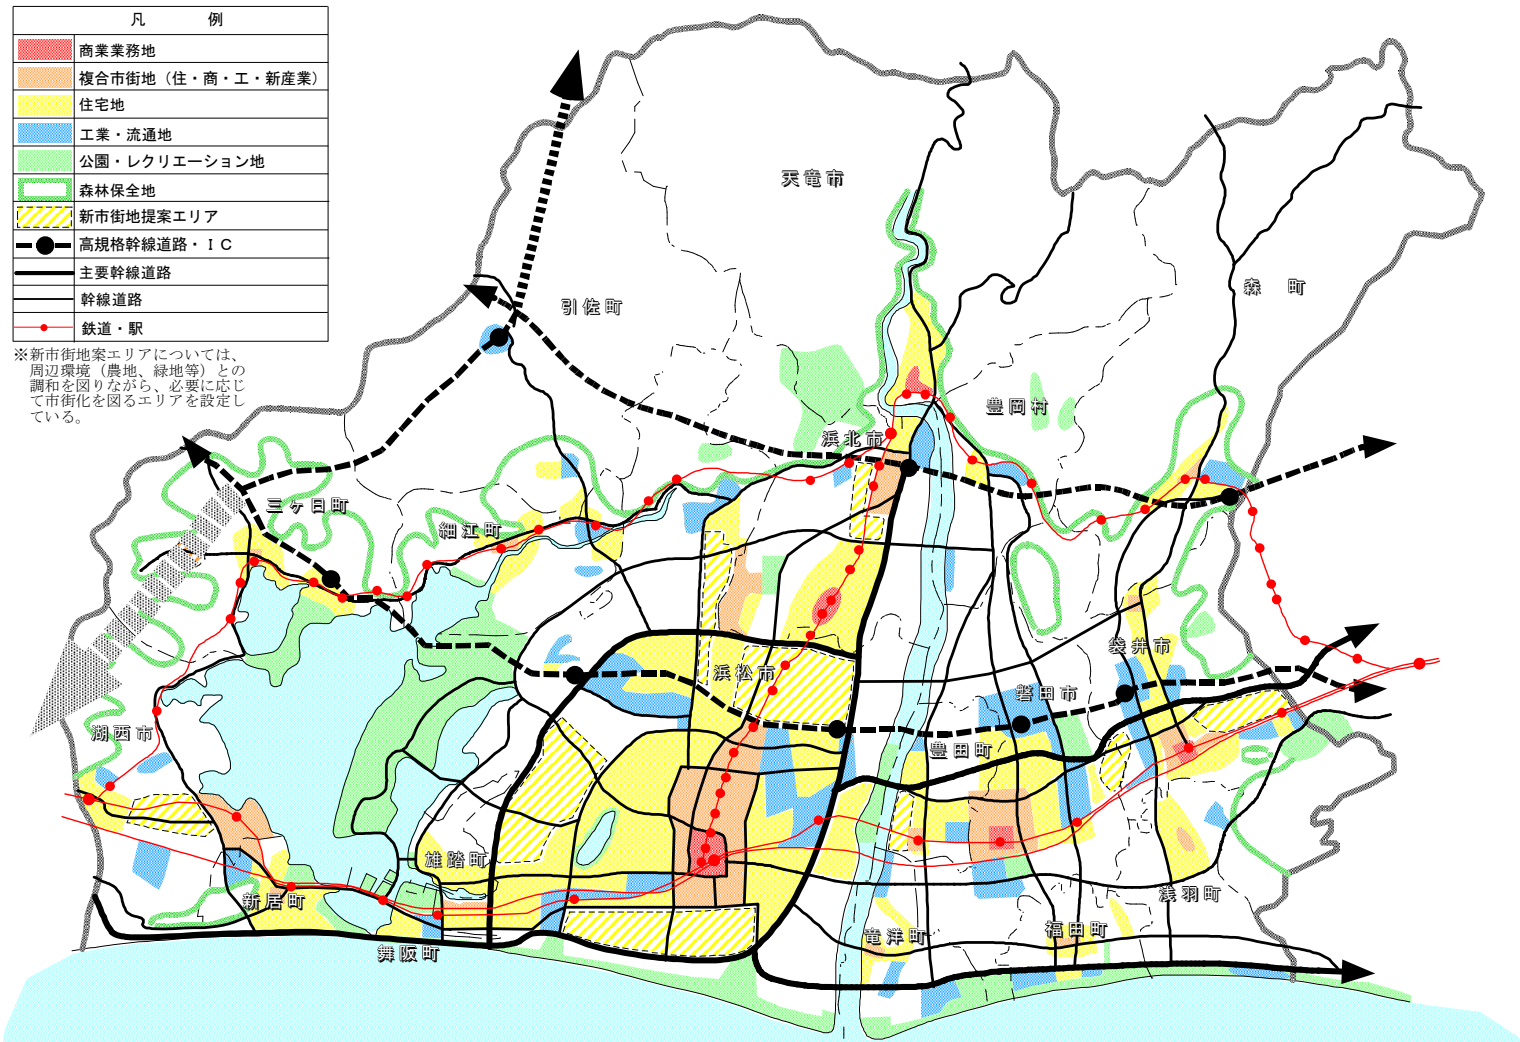 凡 例
商業業務地
複合市街地（住・商・工・新産業）
住宅地
工業・流通地
公園・レクリエーション地
森林保全地
新市街地提案エリア
高規格幹線道路・ＩＣ
主要幹線道路
幹線道路
鉄道・駅
※新市街地案エリアについては、
周辺環境（農地、緑地等）との
調和を図りながら、必要に応じ
て市街化を図るエリアを設定し
ている。
天竜市
引佐町
森 町
豊岡村
浜北市
三ヶ日町
細江町
袋井市
浜松市
磐田市
湖西市
豊田町
雄踏町
新居町
浅羽町
竜洋町
福田町
舞阪町